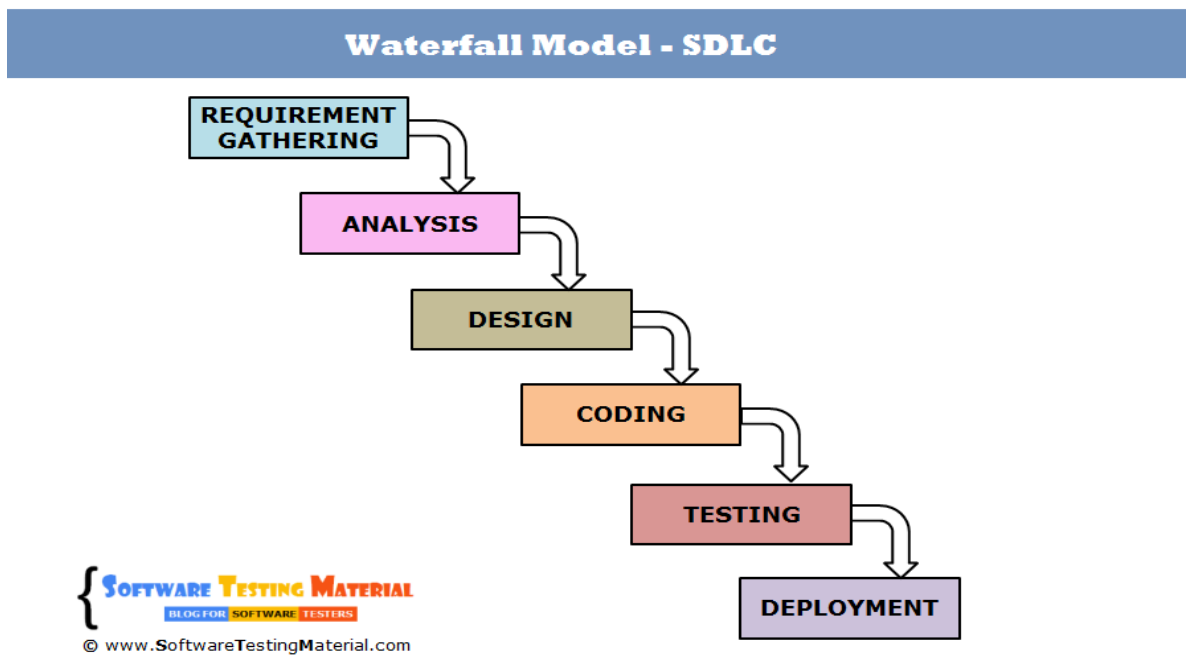 Waterfall Model - SDLC
REQUIREMENT
GATHERING
ANALYSIS
DESIGN
CODING
TESTING
DEPLOYMENT
{ SOFTWARE TESTING MATERIAL
BLOG FOR SOFTWARE TESTERS
© www.SoftwareTestingMaterial.com